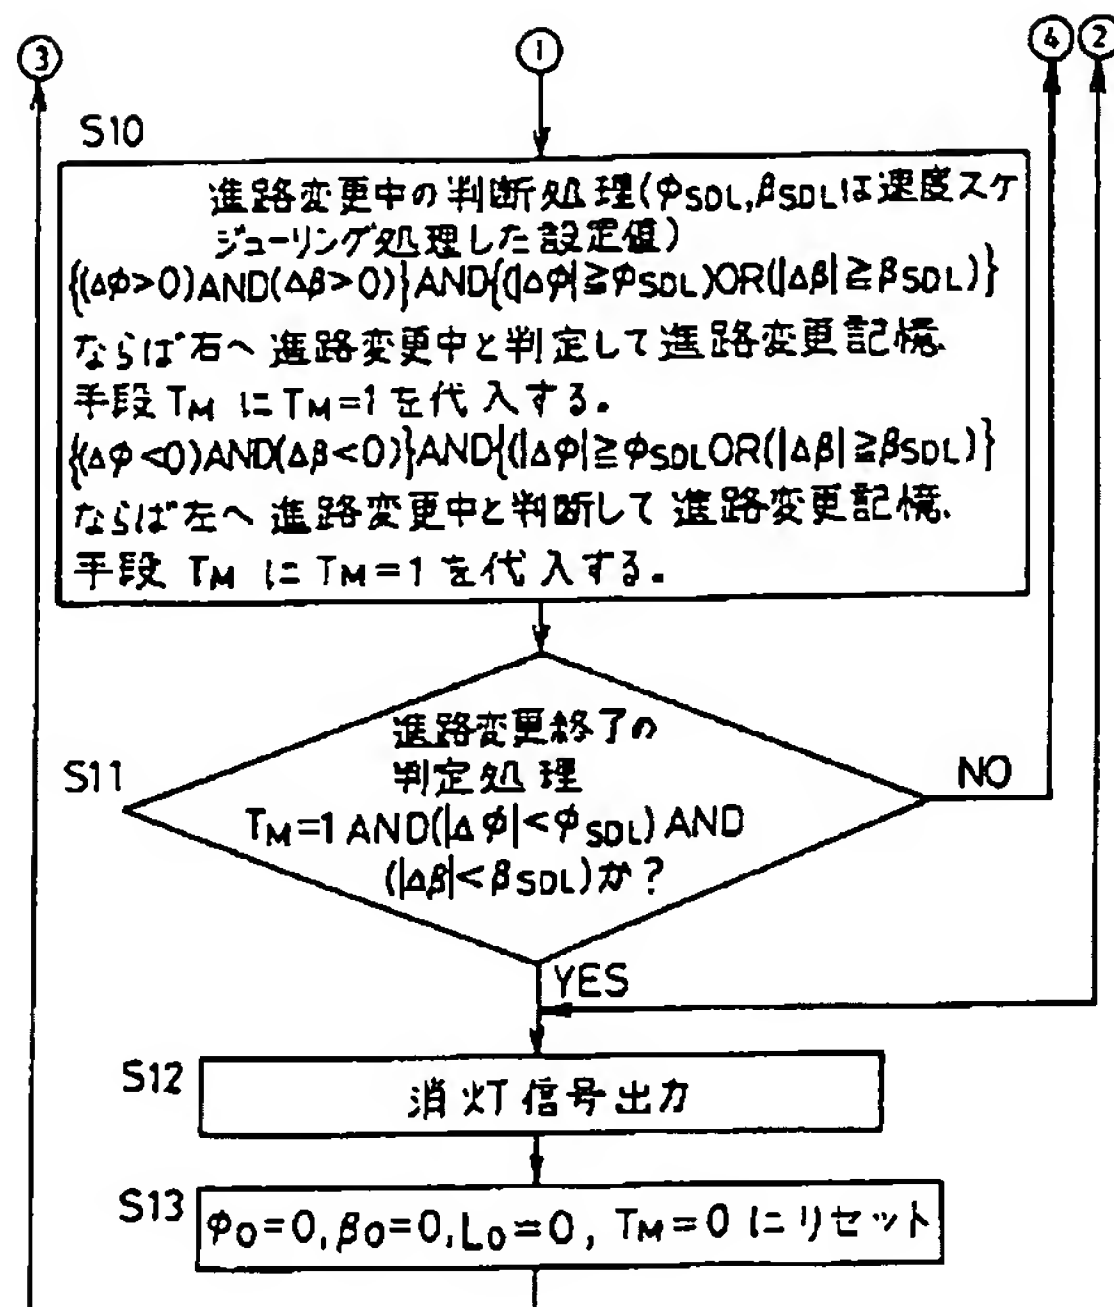 ③ ① ④ ②
S10
進路変更中の判断処理(φSDL,βSDLは速度スケ
ジューリング処理した設定値)
{(Δφ>0)AND(Δβ>0)}AND{(|Δφ|≧φSDL)OR(|Δβ|≧βSDL)}
ならば右へ進路変更中と判定して進路変更記憶
手段TMにTM=1を代入する。
{(Δφ<0)AND(Δβ<0)}AND{(|Δφ|≧φSDLOR(|Δβ|≧βSDL)}
ならば左へ進路変更中と判断して進路変更記憶
手段TMにTM=1を代入する。
進路変更終了の
判定処理
S11
NO
TM=1 AND(|Δφ|<φSDL)AND
(|Δβ|<βSDL)か?
YES
S12
消灯信号出力
S13
φ0=0,β0=0,L0=0,TM=0にリセット